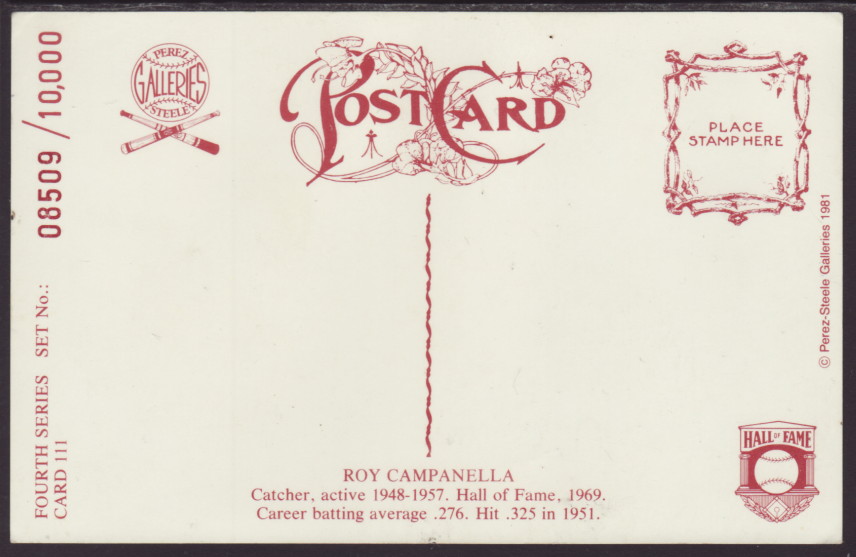 08509/10,000
FOURTH SERIES SET No.:
CARD 111
PEREZ
GALLERIES
STEELE
POSTCARD
PLACE
STAMP HERE
© Perez-Steele Galleries 1981
HALL OF FAME
ROY CAMPANELLA
Catcher, active 1948-1957. Hall of Fame, 1969.
Career batting average .276. Hit .325 in 1951.